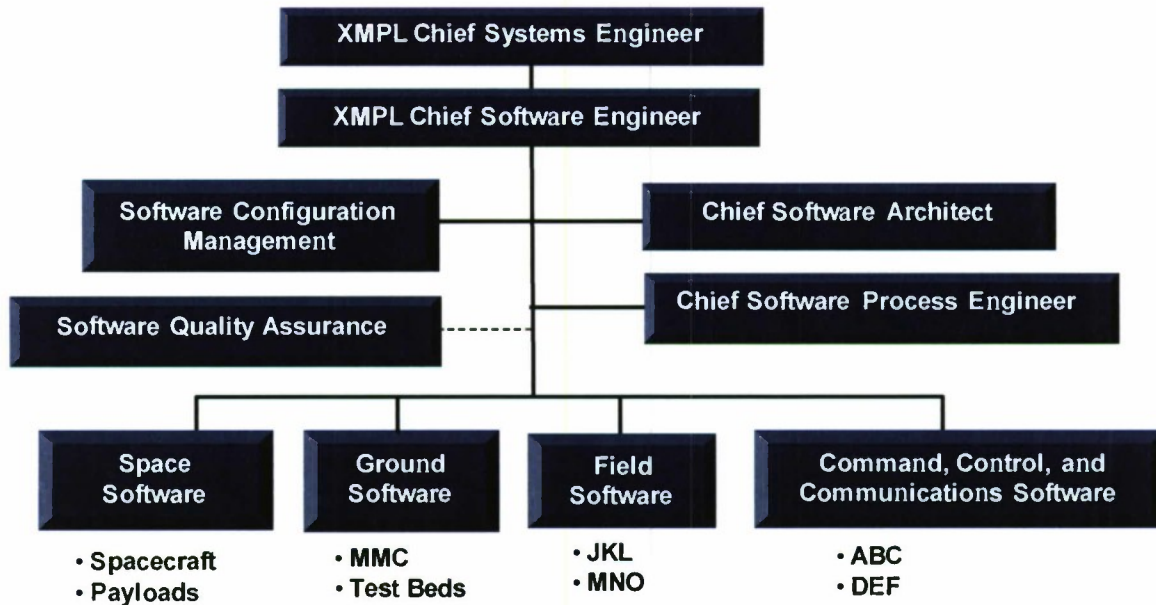 XMPL Chief Systems Engineer
XMPL Chief Software Engineer
Software Configuration
Management
Chief Software Architect
Software Quality Assurance
Chief Software Process Engineer
Space
Software
• Spacecraft
• Payloads
Ground
Software
• MMC
• Test Beds
Field
Software
• JKL
• MNO
Command, Control, and
Communications Software
• ABC
• DEF